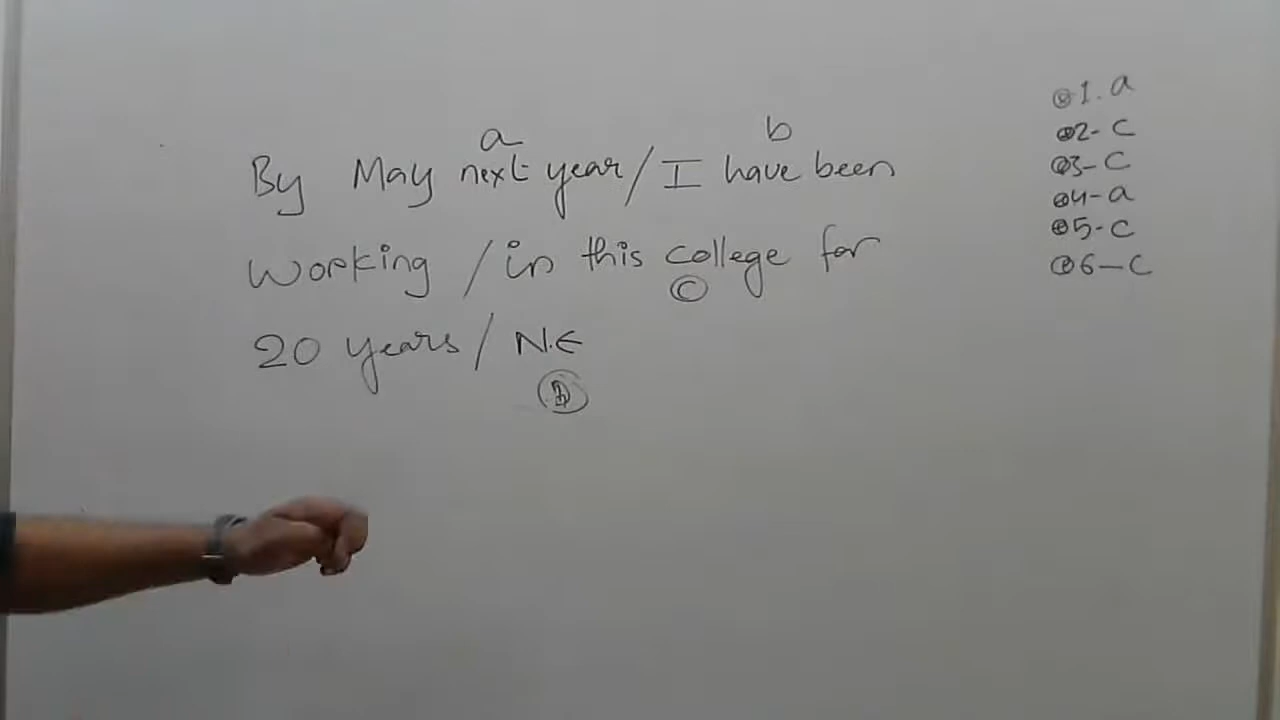 a b
By May next year / I have been
working / in this college for
c
20 years / N.E
D
1. a
2- c
3- c
4- a
5- c
6- c